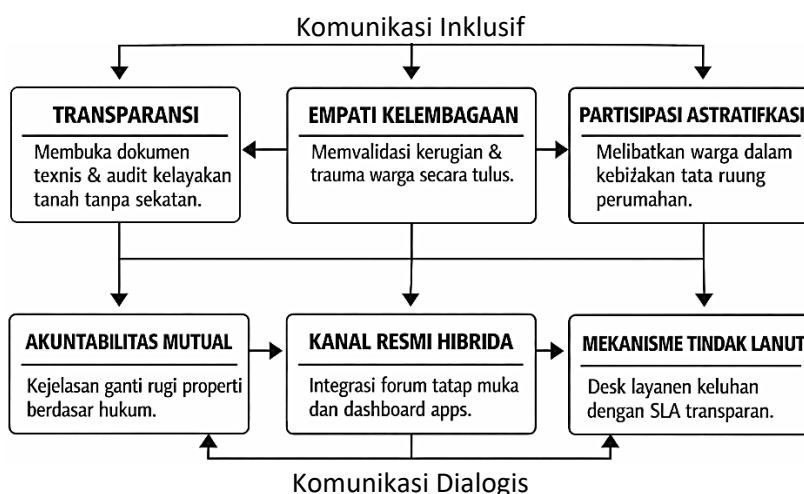 Komunikasi Inklusif
TRANSPARANSI
Membuka dokumen
texnis & audit kelayakan
tanah tanpa sekatan.
EMPATI KELEMBAGAAN
Memvalidasi kerugian &
trauma warga secara tulus.
PARTISIPASI ASTRATIFKASI
Melibatkan warga dalam
kebiżakan tata ruung
perumahan.
AKUNTABILITAS MUTUAL
Kejelasan ganti rugi properti
berdasar hukum.
KANAL RESMI HIBRIDA
Integrasi forum tatap muka
dan dashboard apps.
MEKANISME TINDAK LANUT
Desk layanen keluhan
dengan SLA transparan.
Komunikasi Dialogis